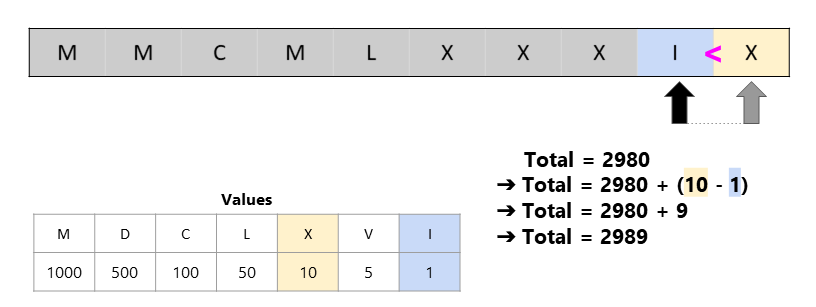 M M C M L X X X I < X
Total = 2980
➔ Total = 2980 + (10 - 1)
➔ Total = 2980 + 9
➔ Total = 2989
Values
M D C L X V I
1000 500 100 50 10 5 1